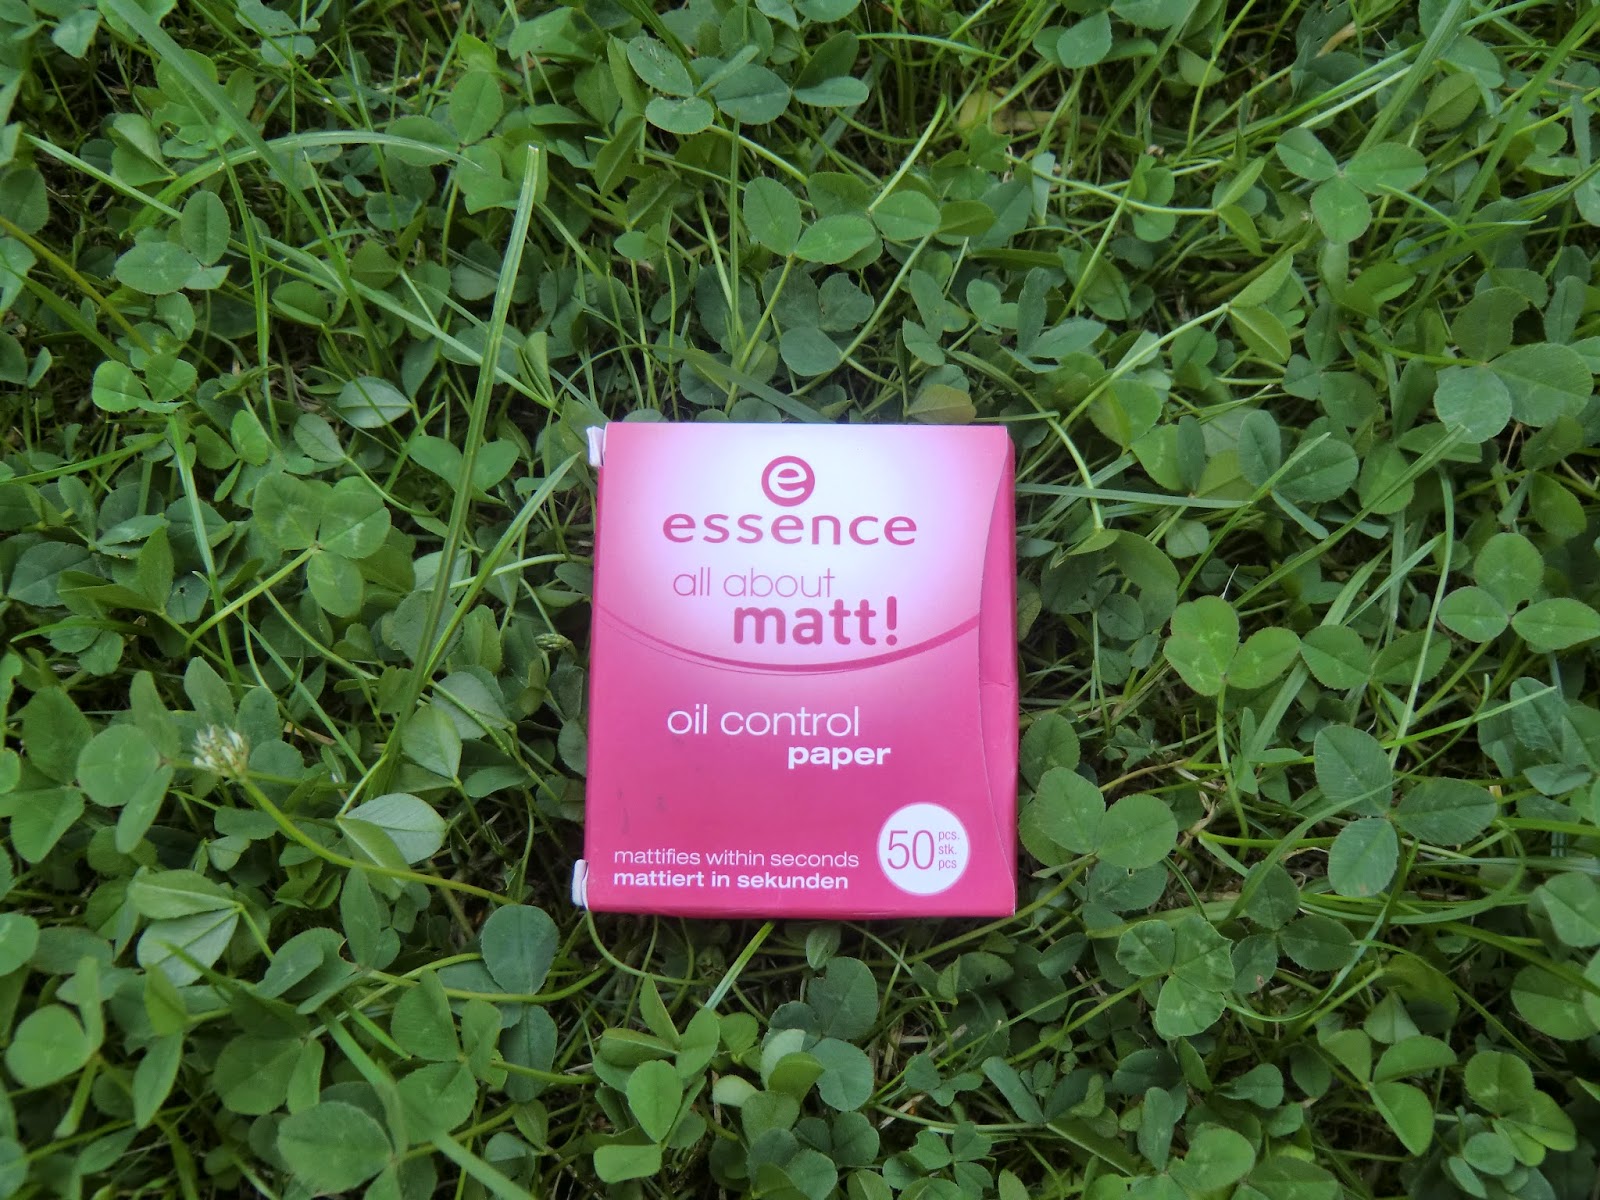 e
essence
all about
matt!
oil control
paper
mattifies within seconds
mattiert in sekunden
50 pcs.
stk.
pcs